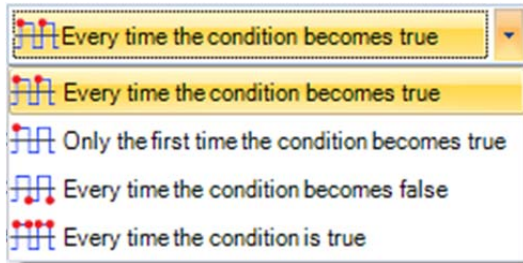 Every time the condition becomes true
Every time the condition becomes true
Only the first time the condition becomes true
Every time the condition becomes false
Every time the condition is true